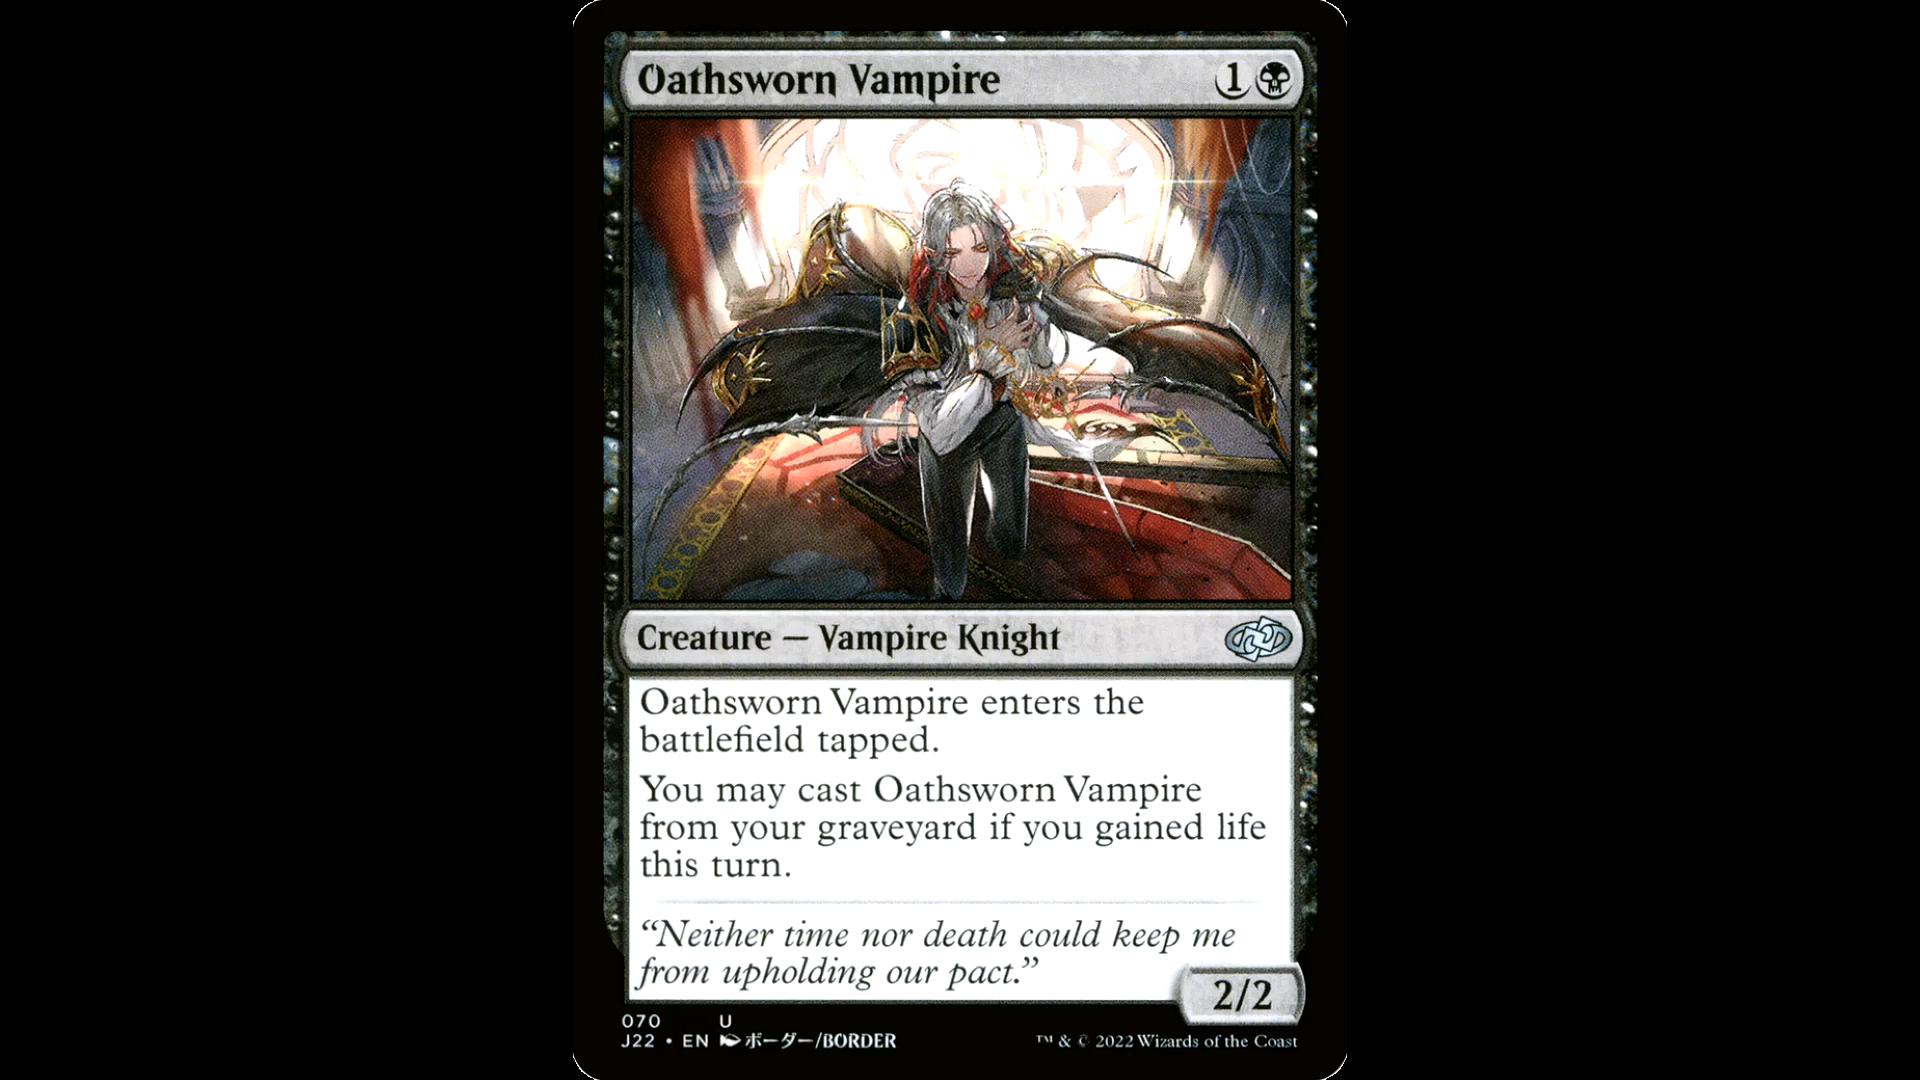 Oathsworn Vampire 1
Creature — Vampire Knight
Oathsworn Vampire enters the
battlefield tapped.
You may cast Oathsworn Vampire
from your graveyard if you gained life
this turn.
“Neither time nor death could keep me
from upholding our pact.”
2/2
070 U
J22 • EN ボーダー/BORDER
™ & © 2022 Wizards of the Coast